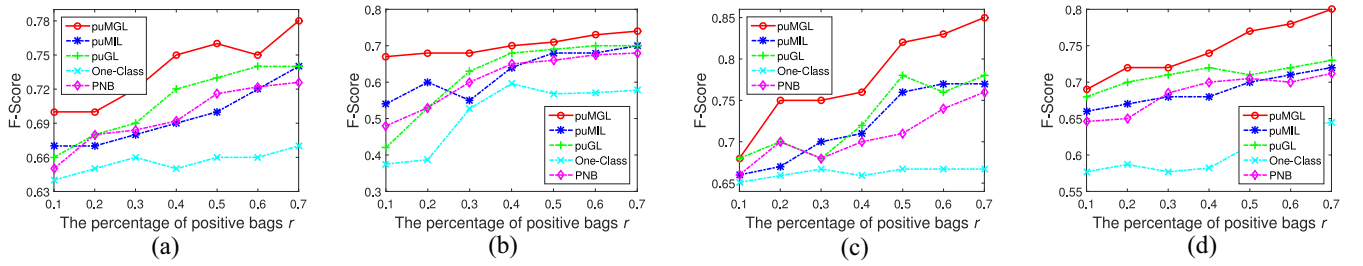 F-Score
0.78
0.75
0.72
0.69
0.66
0.63
puMGL
puMIL
puGL
One-Class
PNB
0.1 0.2 0.3 0.4 0.5 0.6 0.7
The percentage of positive bags r
(a)
F-Score
0.8
0.7
0.6
0.5
0.4
0.3
puMGL
puMIL
puGL
One-Class
PNB
0.1 0.2 0.3 0.4 0.5 0.6 0.7
The percentage of positive bags r
(b)
F-Score
0.85
0.8
0.75
0.7
0.65
puMGL
puMIL
puGL
One-Class
PNB
0.1 0.2 0.3 0.4 0.5 0.6 0.7
The percentage of positive bags r
(c)
F-Score
0.8
0.75
0.7
0.65
0.6
0.55
puMGL
puMIL
puGL
One-Class
PNB
0.1 0.2 0.3 0.4 0.5 0.6 0.7
The percentage of positive bags r
(d)